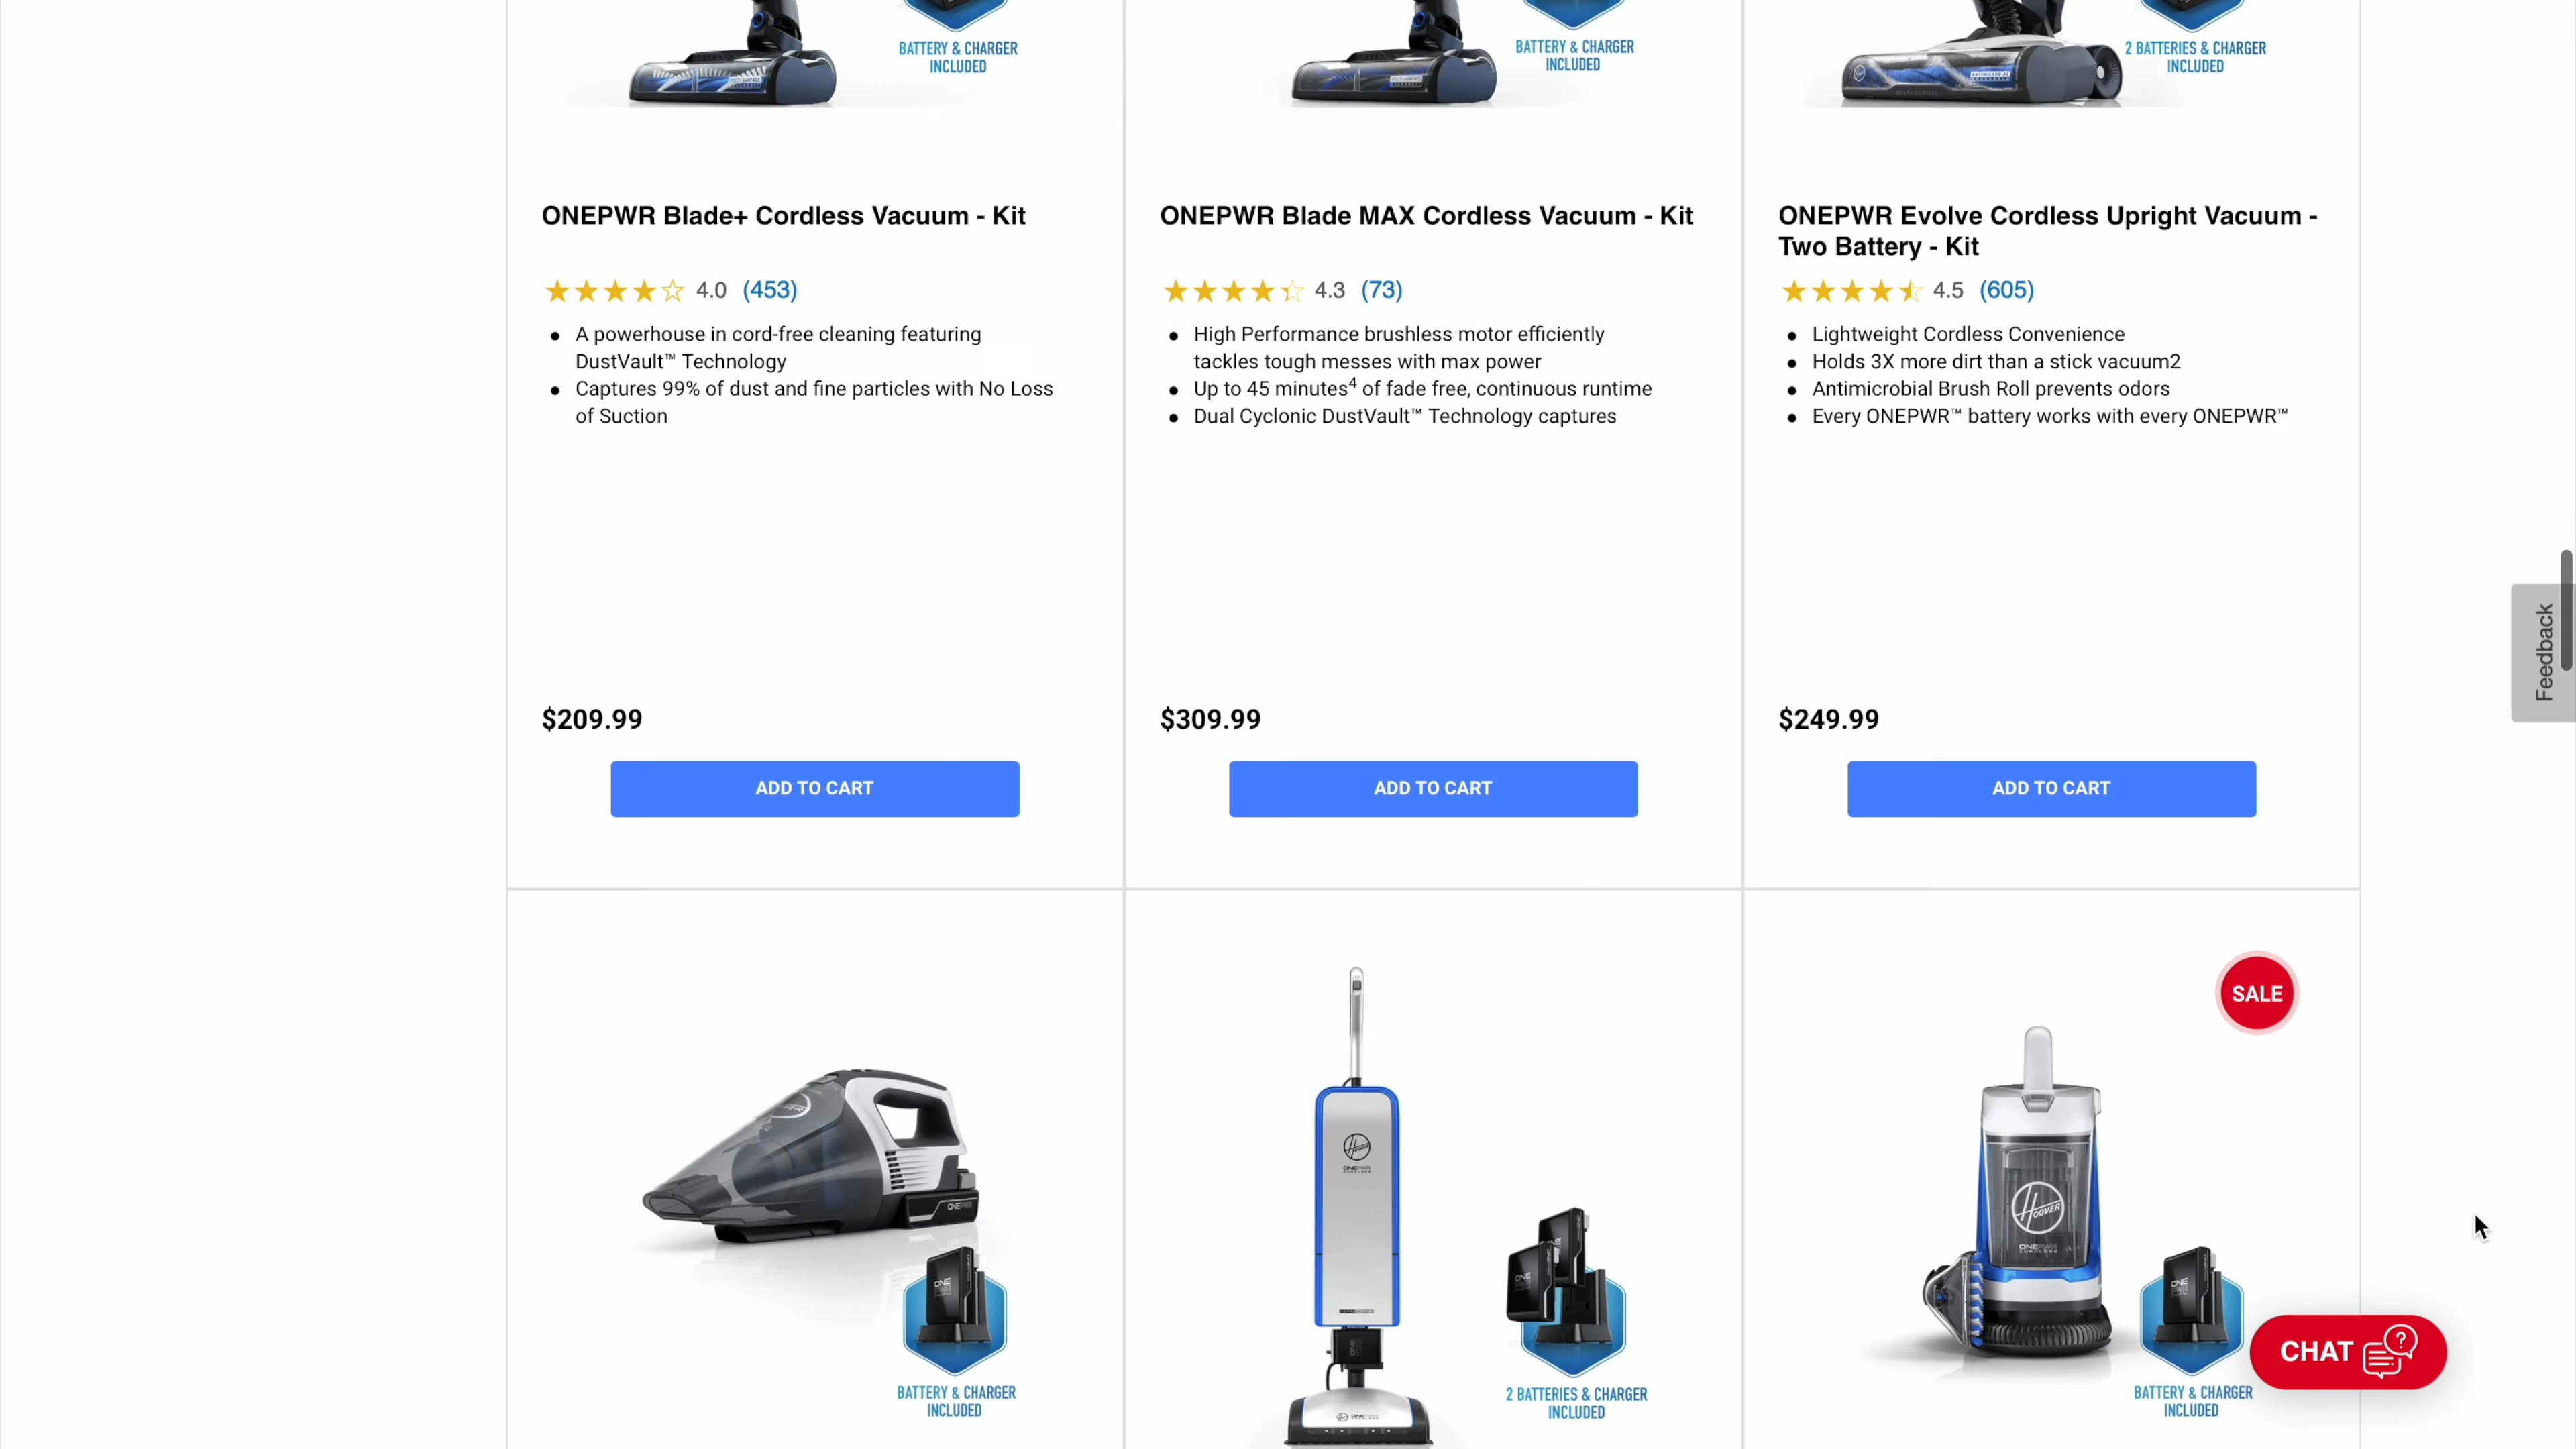 BATTERY & CHARGER
INCLUDED
BATTERY & CHARGER
INCLUDED
2 BATTERIES & CHARGER
INCLUDED
ONEPWR Blade+ Cordless Vacuum - Kit
4.0 (453)
A powerhouse in cord-free cleaning featuring
DustVault™ Technology
Captures 99% of dust and fine particles with No Loss
of Suction
$209.99
ADD TO CART
ONEPWR Blade MAX Cordless Vacuum - Kit
4.3 (73)
High Performance brushless motor efficiently
tackles tough messes with max power
Up to 45 minutes⁴ of fade free, continuous runtime
Dual Cyclonic DustVault™ Technology captures
$309.99
ADD TO CART
ONEPWR Evolve Cordless Upright Vacuum -
Two Battery - Kit
4.5 (605)
Lightweight Cordless Convenience
Holds 3X more dirt than a stick vacuum2
Antimicrobial Brush Roll prevents odors
Every ONEPWR™ battery works with every ONEPWR™
$249.99
ADD TO CART
Feedback
SALE
HOOVER
BATTERY & CHARGER
INCLUDED
2 BATTERIES & CHARGER
INCLUDED
BATTERY & CHARGER
INCLUDED
CHAT